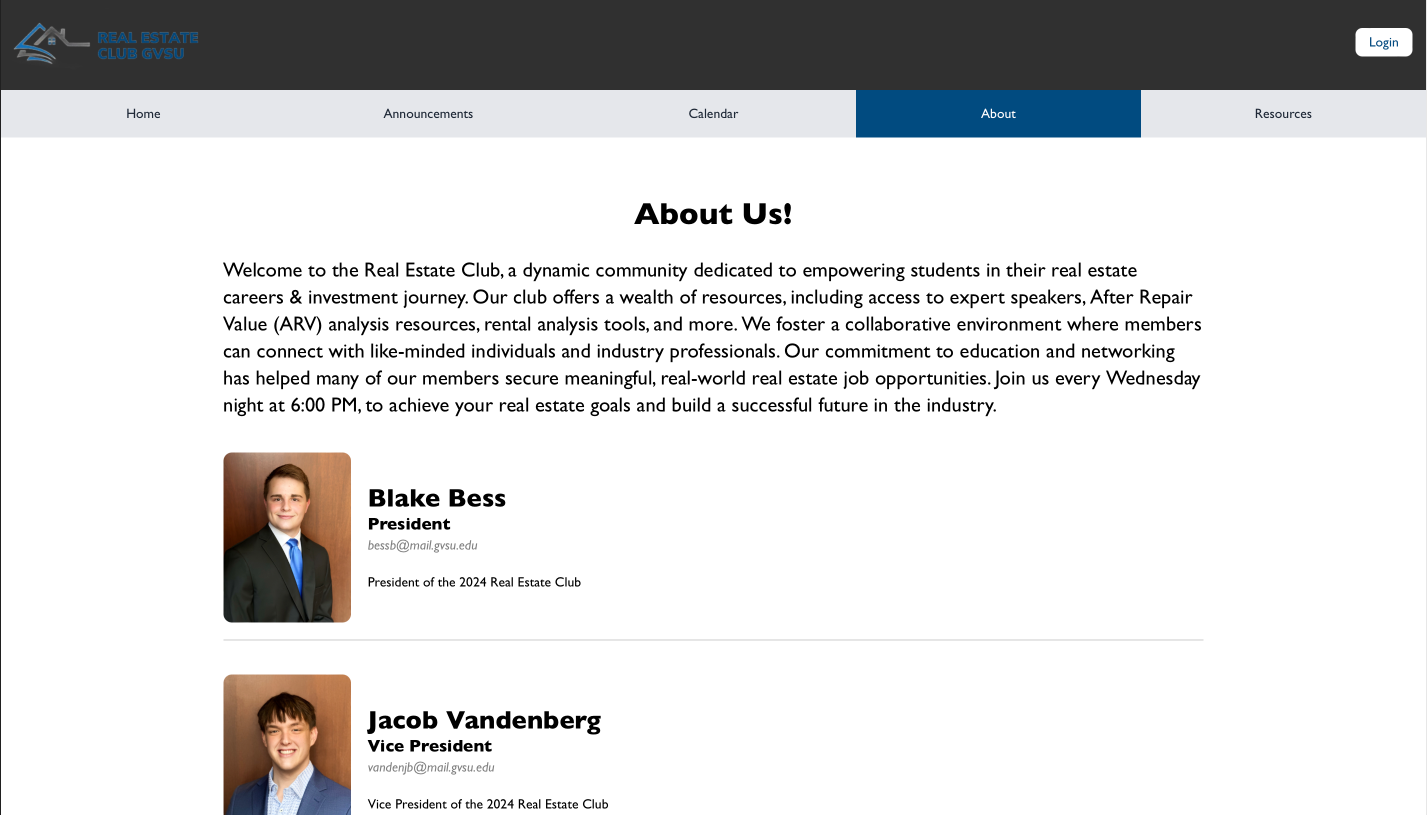 REAL ESTATE
CLUB GVSU
Login
Home
Announcements
Calendar
About
Resources
About Us!
Welcome to the Real Estate Club, a dynamic community dedicated to empowering students in their real estate
careers & investment journey. Our club offers a wealth of resources, including access to expert speakers, After Repair
Value (ARV) analysis resources, rental analysis tools, and more. We foster a collaborative environment where members
can connect with like-minded individuals and industry professionals. Our commitment to education and networking
has helped many of our members secure meaningful, real-world real estate job opportunities. Join us every Wednesday
night at 6:00 PM, to achieve your real estate goals and build a successful future in the industry.
Blake Bess
President
bessb@mail.gvsu.edu
President of the 2024 Real Estate Club
Jacob Vandenberg
Vice President
vandenjb@mail.gvsu.edu
Vice President of the 2024 Real Estate Club